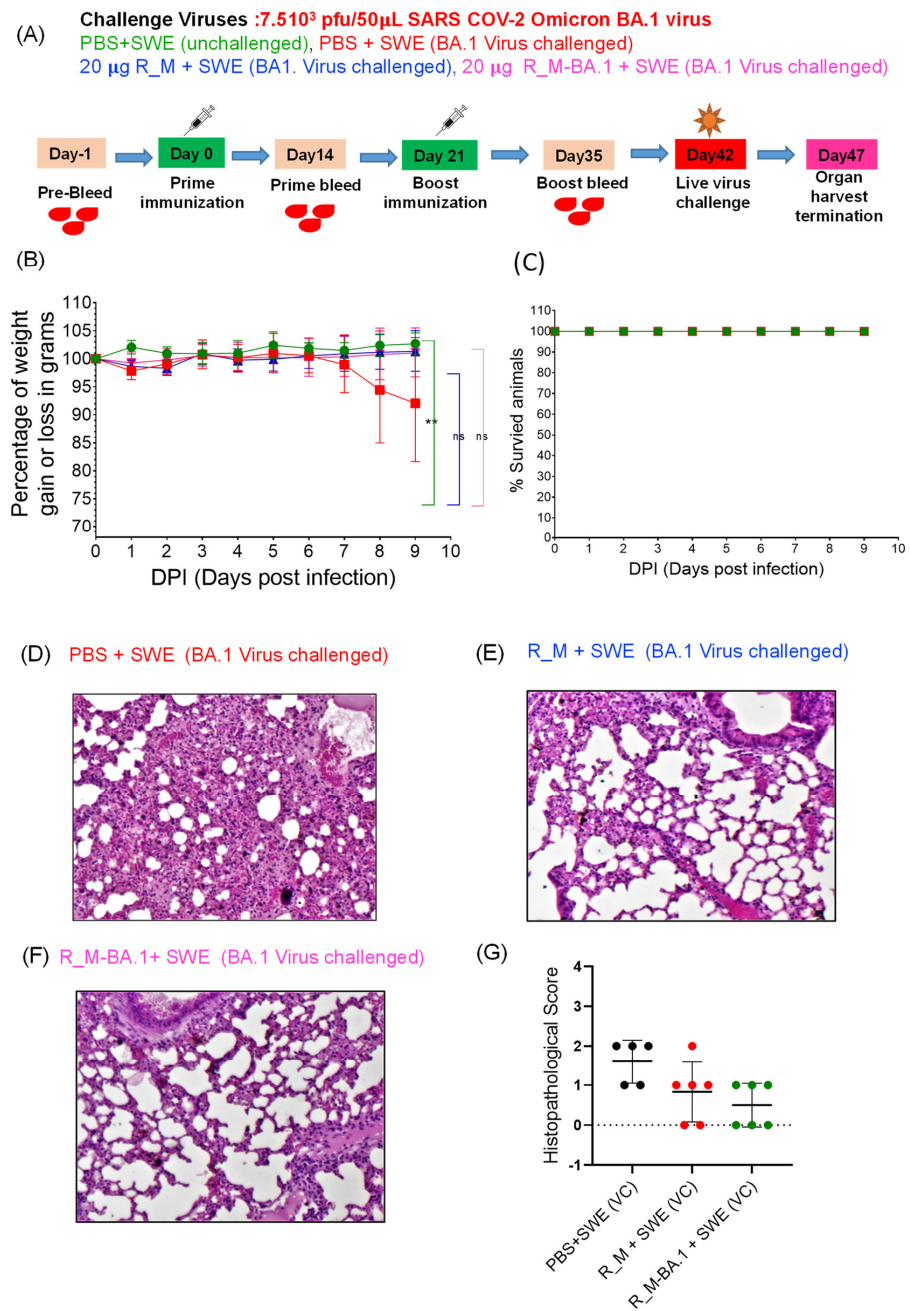 (A)
Challenge Viruses :7.510³ pfu/50μL SARS COV-2 Omicron BA.1 virus
PBS+SWE (unchallenged), PBS + SWE (BA.1 Virus challenged)
20 μg R_M + SWE (BA1. Virus challenged), 20 μg R_M-BA.1 + SWE (BA.1 Virus challenged)
Day-1
Day 0
Day14
Day 21
Day35
Day42
Day47
Pre-Bleed
Prime immunization
Prime bleed
Boost immunization
Boost bleed
Live virus challenge
Organ harvest termination
(B)
Percentage of weight
gain or loss in grams
110
105
100
95
90
85
80
75
70
0 1 2 3 4 5 6 7 8 9 10
DPI (Days post infection)
**
ns
ns
(C)
% Survied animals
110
100
90
80
70
60
50
40
30
20
10
0
0 1 2 3 4 5 6 7 8 9 10
DPI (Days post infection)
(D) PBS + SWE (BA.1 Virus challenged)
(E) R_M + SWE (BA.1 Virus challenged)
(F) R_M-BA.1+ SWE (BA.1 Virus challenged)
(G)
Histopathological Score
4
3
2
1
0
-1
PBS+SWE (VC)
R_M + SWE (VC)
R_M-BA.1 + SWE (VC)